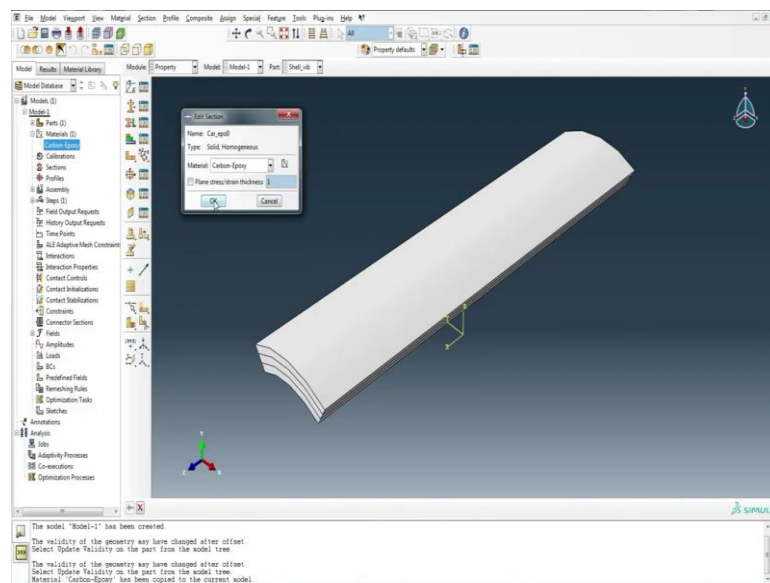 File Model Viewport View Material Section Profile Composite Assign Special Feature Tools Plug-ins Help
All
Property defaults
Model Results Material Library Module: Property Model: Model-1 Part: Shell_vib
Model Database
Models (1)
Model-1
Parts (1)
Materials (1)
Carbon-Epoxy
Calibrations
Sections
Profiles
Assembly
Steps (1)
Field Output Requests
History Output Requests
Time Points
ALE Adaptive Mesh Constraint
Interactions
Interaction Properties
Contact Controls
Contact Initializations
Contact Stabilizations
Constraints
Connector Sections
Fields
Amplitudes
Loads
BCs
Predefined Fields
Remeshing Rules
Optimization Tasks
Sketches
Annotations
Analysis
Jobs
Adaptivity Processes
Co-executions
Optimization Processes
Edit Section
Name: Car_epo0
Type: Solid, Homogeneous
Material: Carbon-Epoxy
Plane stress/strain thickness: 1
OK Cancel
SIMUL
The model "Model-1" has been created.
The validity of the geometry may have changed after offset.
Select Update Validity on the part from the model tree.
The validity of the geometry may have changed after offset.
Select Update Validity on the part from the model tree.
Material 'Carbon-Epoxy' has been copied to the current model.